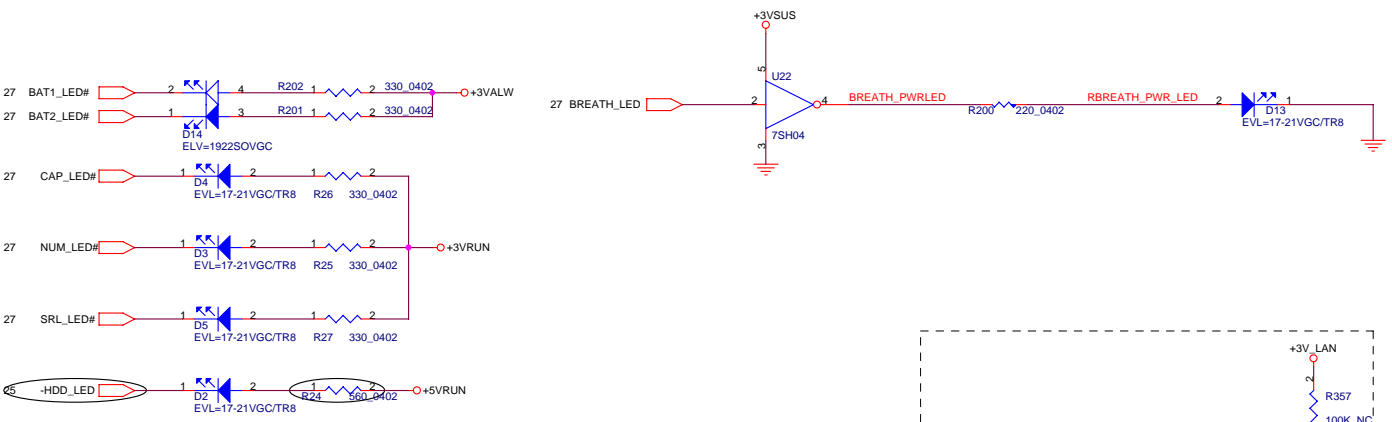 +3VSUS
5
U22
27 BAT1_LED# 2 4 R202 1 2 330_0402 +3VALW
27 BREATH_LED 2 4 BREATH_PWRLED R200 220_0402 RBREATH_PWR_LED 2 1 D13
27 BAT2_LED# 1 3 R201 1 2 330_0402
EVL=17-21VGC/TR8
D14
ELV=1922SOVGC
7SH04
3
27 CAP_LED# 1 2 1 2
D4
EVL=17-21VGC/TR8 R26 330_0402
27 NUM_LED# 1 2 1 2 +3VRUN
D3
EVL=17-21VGC/TR8 R25 330_0402
27 SRL_LED# 1 2 1 2
D5
EVL=17-21VGC/TR8 R27 330_0402
+3V_LAN
2
25 -HDD_LED 1 2 1 2 +5VRUN
D2 R24 560_0402
EVL=17-21VGC/TR8
R357
100K_NC